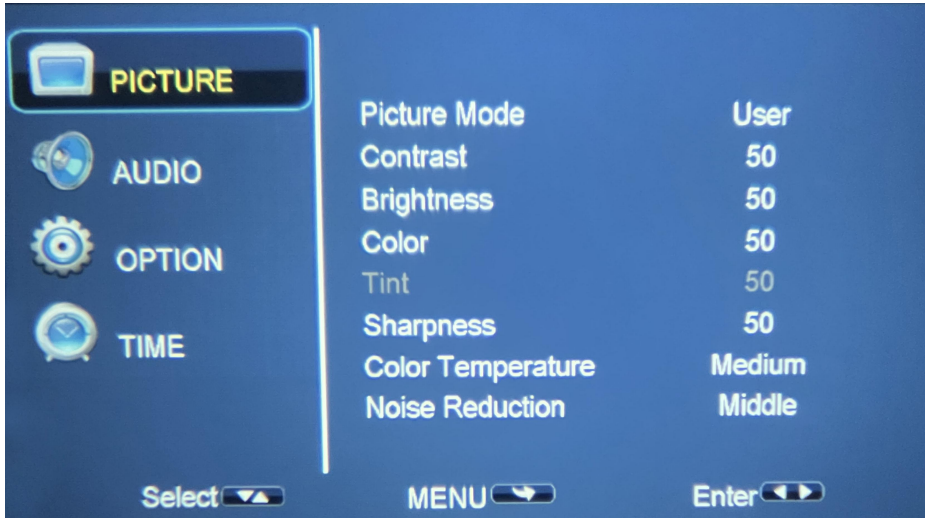 PICTURE
AUDIO
OPTION
TIME
Picture Mode User
Contrast 50
Brightness 50
Color 50
Tint 50
Sharpness 50
Color Temperature Medium
Noise Reduction Middle
Select MENU Enter